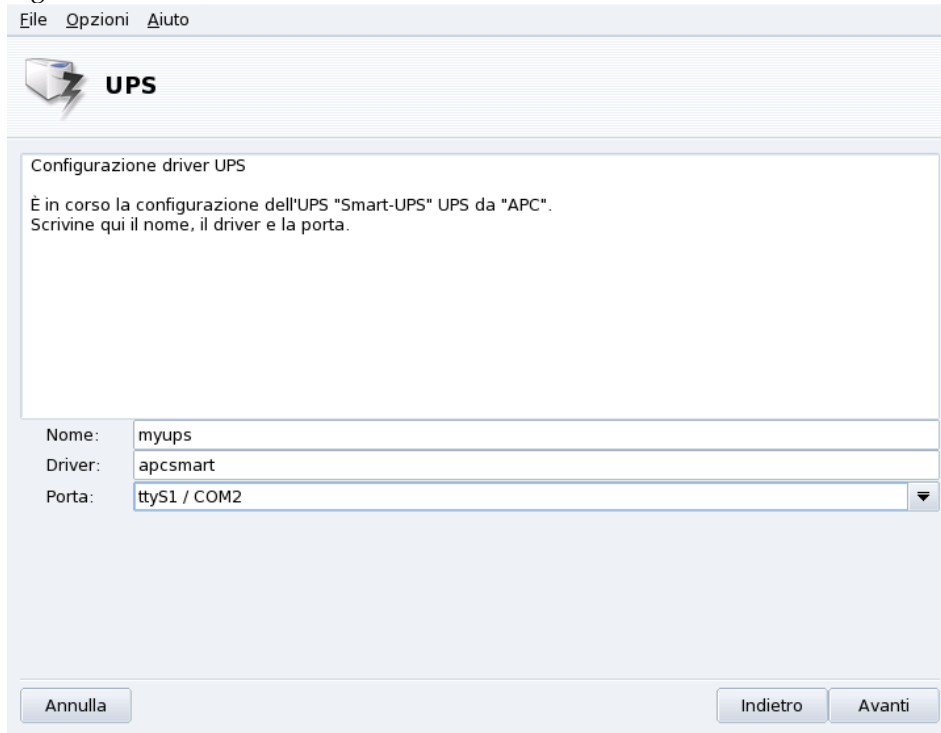 File Opzioni Aiuto
UPS
Configurazione driver UPS
È in corso la configurazione dell'UPS "Smart-UPS" UPS da "APC".
Scrivine qui il nome, il driver e la porta.
Nome: myups
Driver: apcsmart
Porta: ttyS1 / COM2
Annulla Indietro Avanti